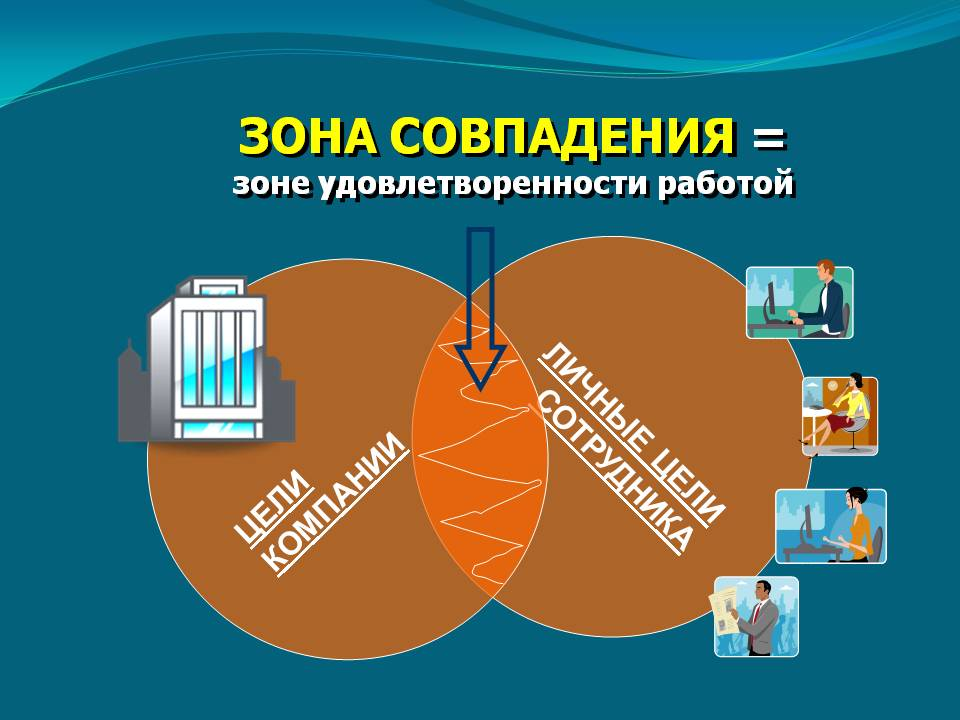 ЗОНА СОВПАДЕНИЯ =
зоне удовлетворенности работой
ЦЕЛИ
КОМПАНИИ
ЛИЧНЫЕ ЦЕЛИ
СОТРУДНИКА